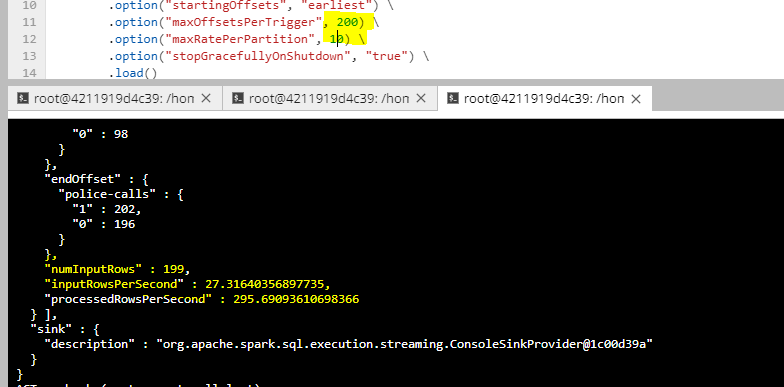 10 .option("startingOffsets", "earliest") \
11 .option("maxOffsetsPerTrigger", 200) \
12 .option("maxRatePerPartition", 10) \
13 .option("stopGracefullyOnShutdown", "true") \
14 .load()
root@4211919d4c39: /hon × root@4211919d4c39: /hon × root@4211919d4c39: /hon ×
"0" : 98
}
},
"endOffset" : {
"police-calls" : {
"1" : 202,
"0" : 196
}
},
"numInputRows" : 199,
"inputRowsPerSecond" : 27.31640356897735,
"processedRowsPerSecond" : 295.69093610698366
} ],
"sink" : {
"description" : "org.apache.spark.sql.execution.streaming.ConsoleSinkProvider@1c00d39a"
}
}